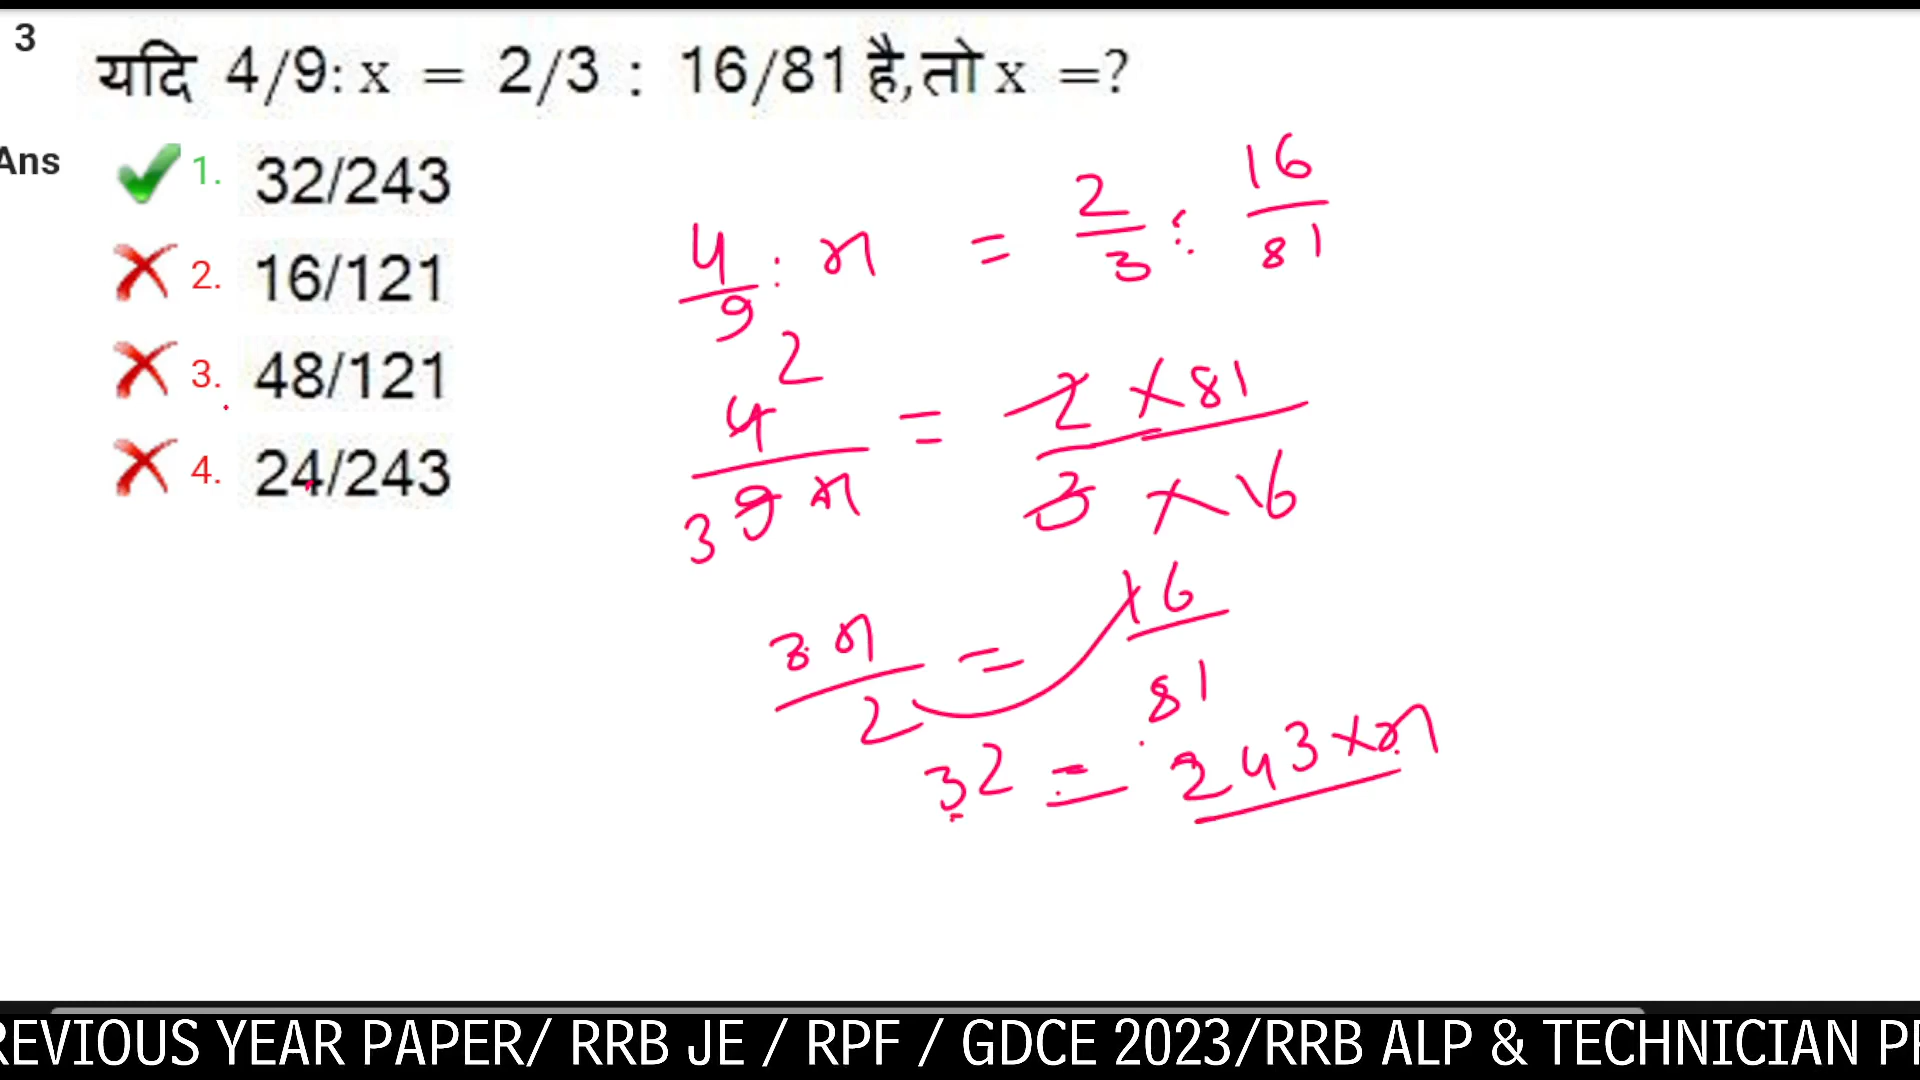 3 यदि 4/9: x = 2/3 : 16/81 है,तो x =?
Ans 1. 32/243
2. 16/121
3. 48/121
4. 24/243
4/9 : x = 2/3 : 16/81
2
4/9x = 2 × 81/3 × 16
3
3x/2 = 16/81
32 = 243 × x
REVIOUS YEAR PAPER/ RRB JE / RPF / GDCE 2023/RRB ALP & TECHNICIAN